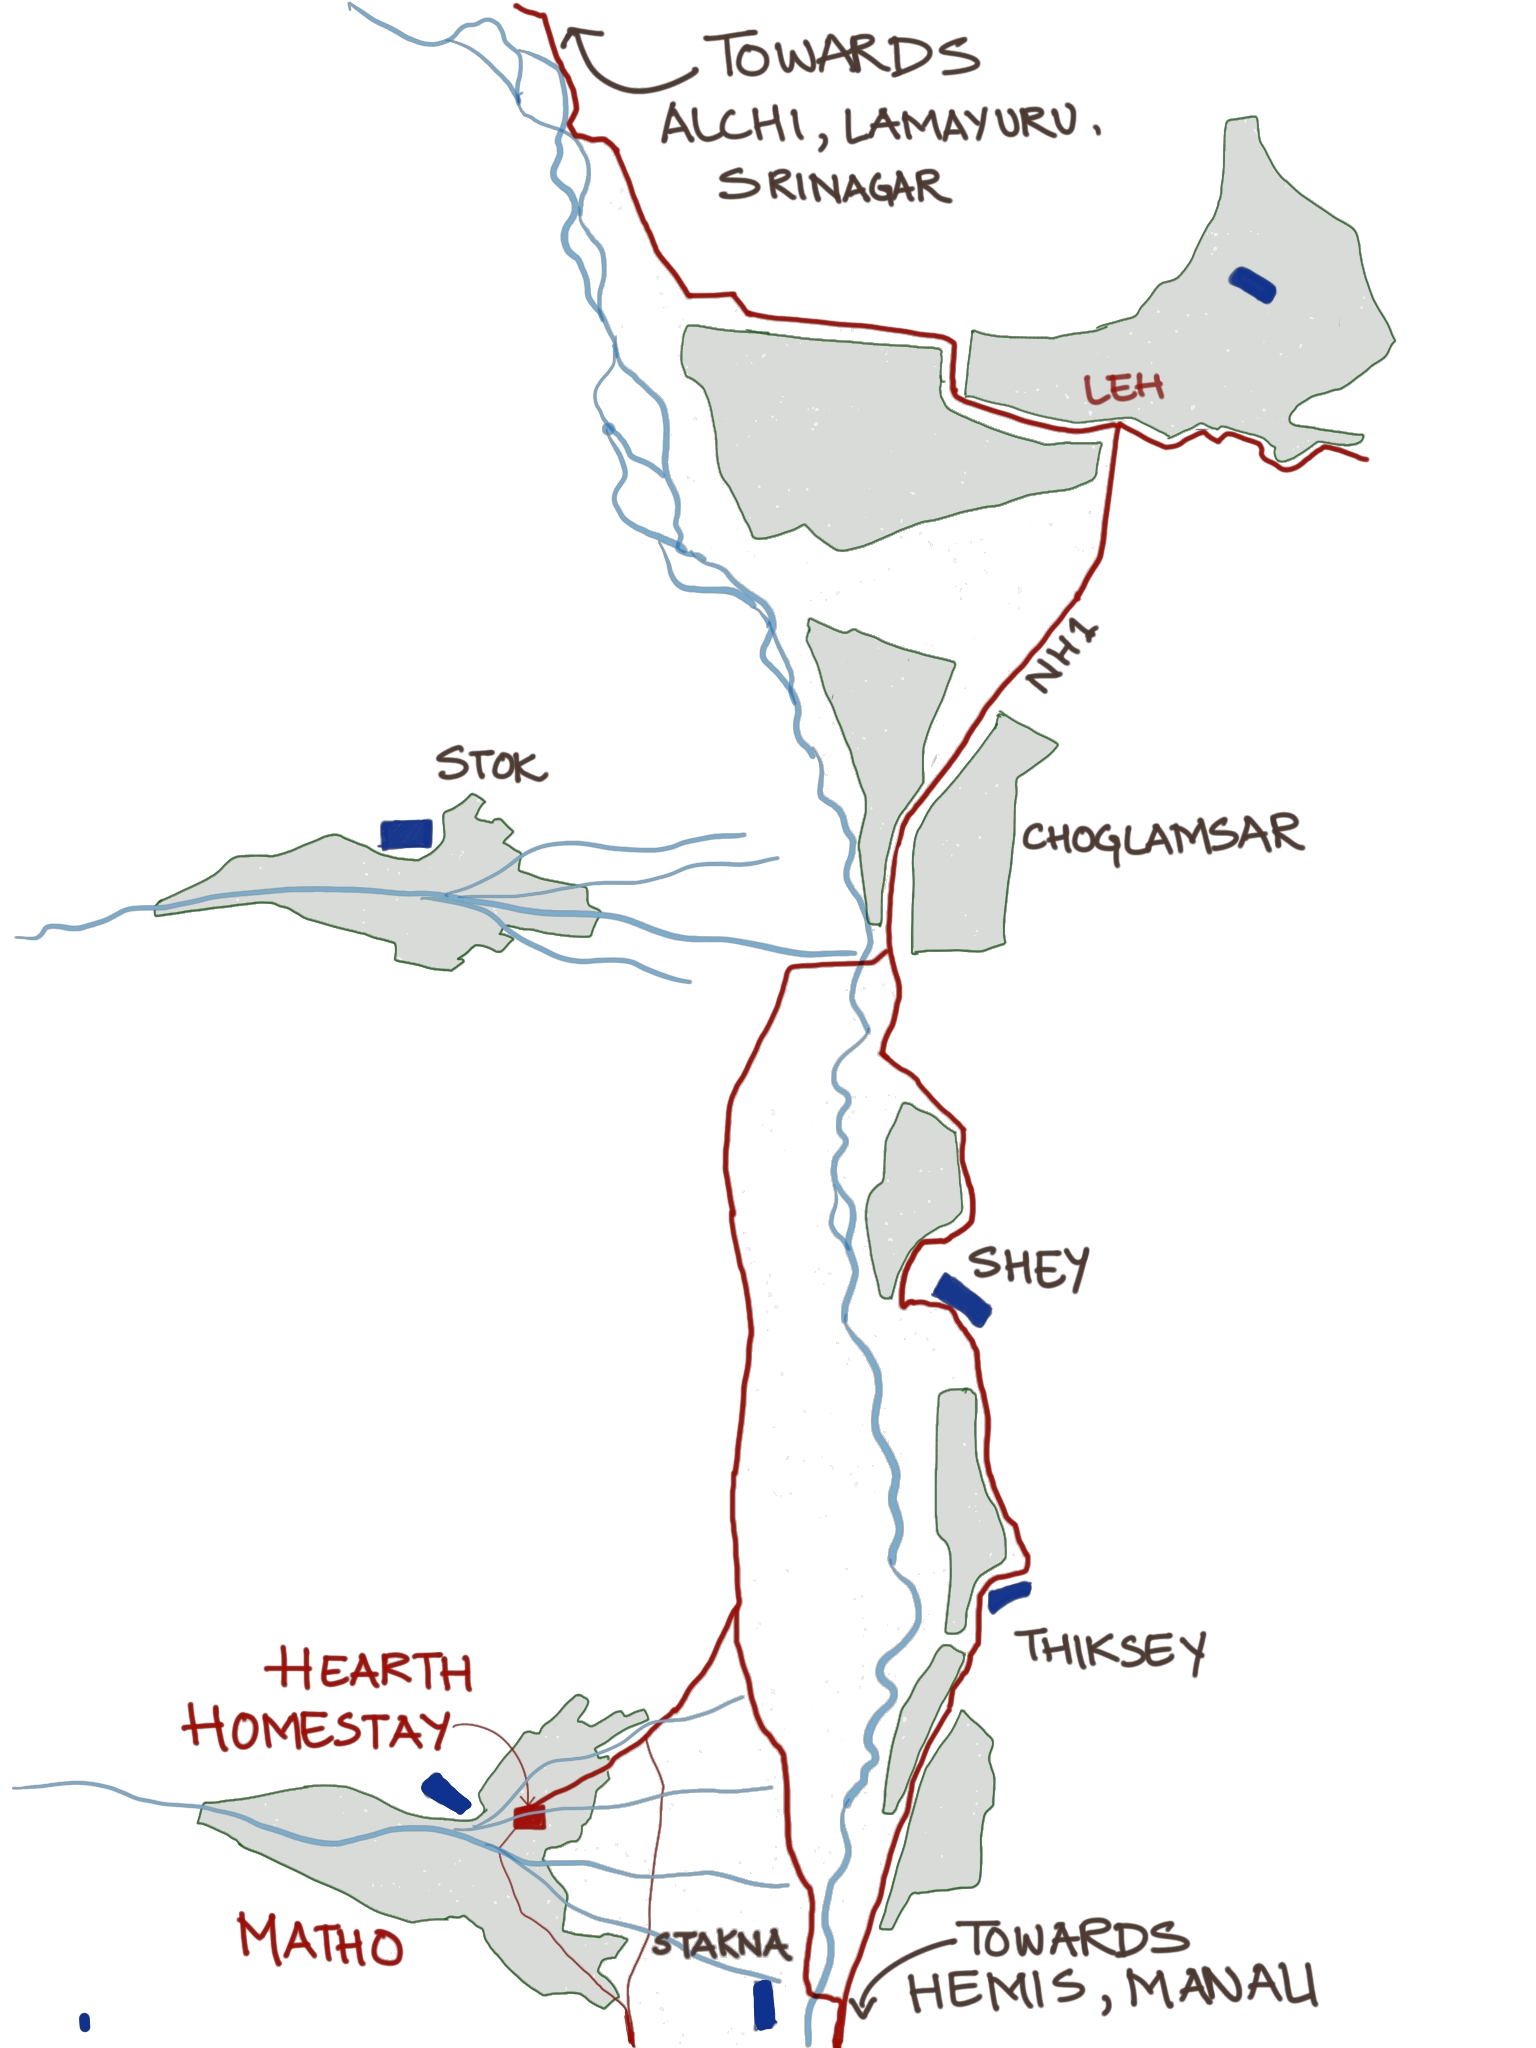 TOWARDS
ALCHI, LAMAYURU.
SRINAGAR
LEH
NH1
STOK
CHOGLAMSAR
SHEY
THIKSEY
HEARTH
HOMESTAY
MATHO
STAKNA
TOWARDS
HEMIS, MANALI